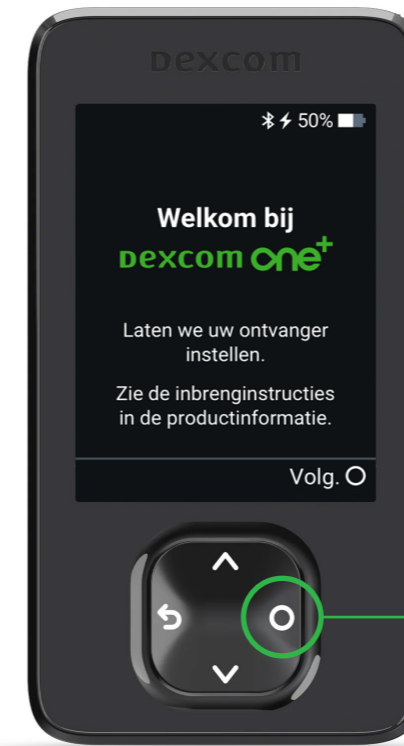 Dexcom
50%
Welkom bij
Dexcom one+
Laten we uw ontvanger
instellen.
Zie de inbrenginstructies
in de productinformatie.
Volg.